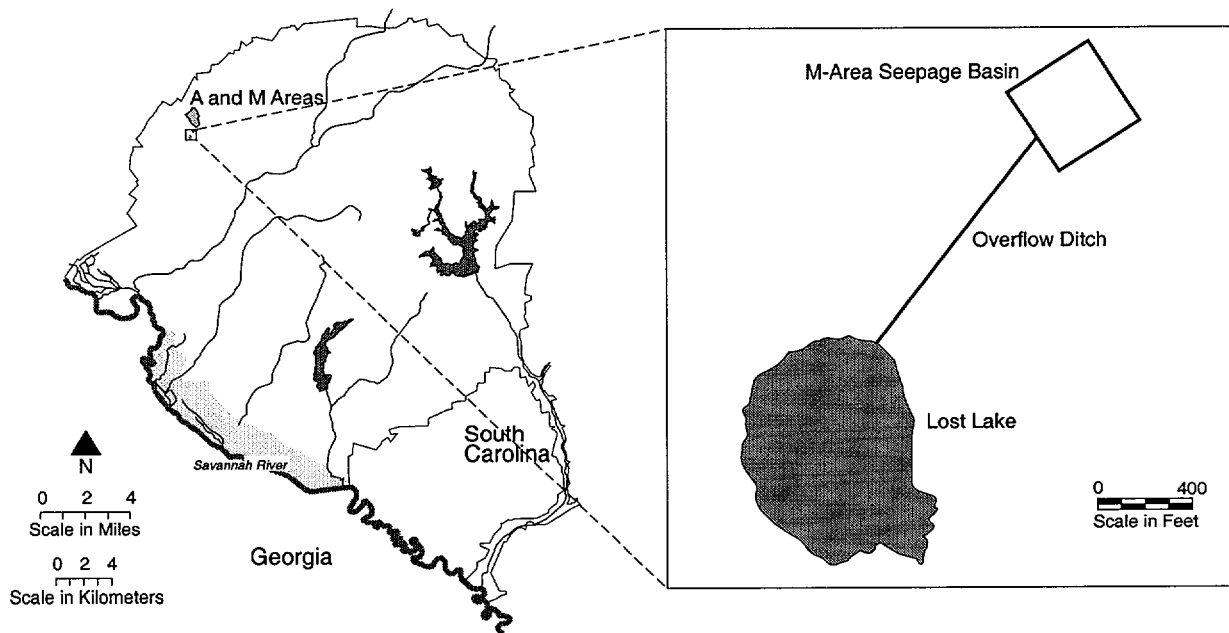 A and M Areas
M-Area Seepage Basin
Overflow Ditch
Lost Lake
0 400
Scale in Feet
South
Carolina
Savannah River
Georgia
N
0 2 4
Scale in Miles
0 2 4
Scale in Kilometers